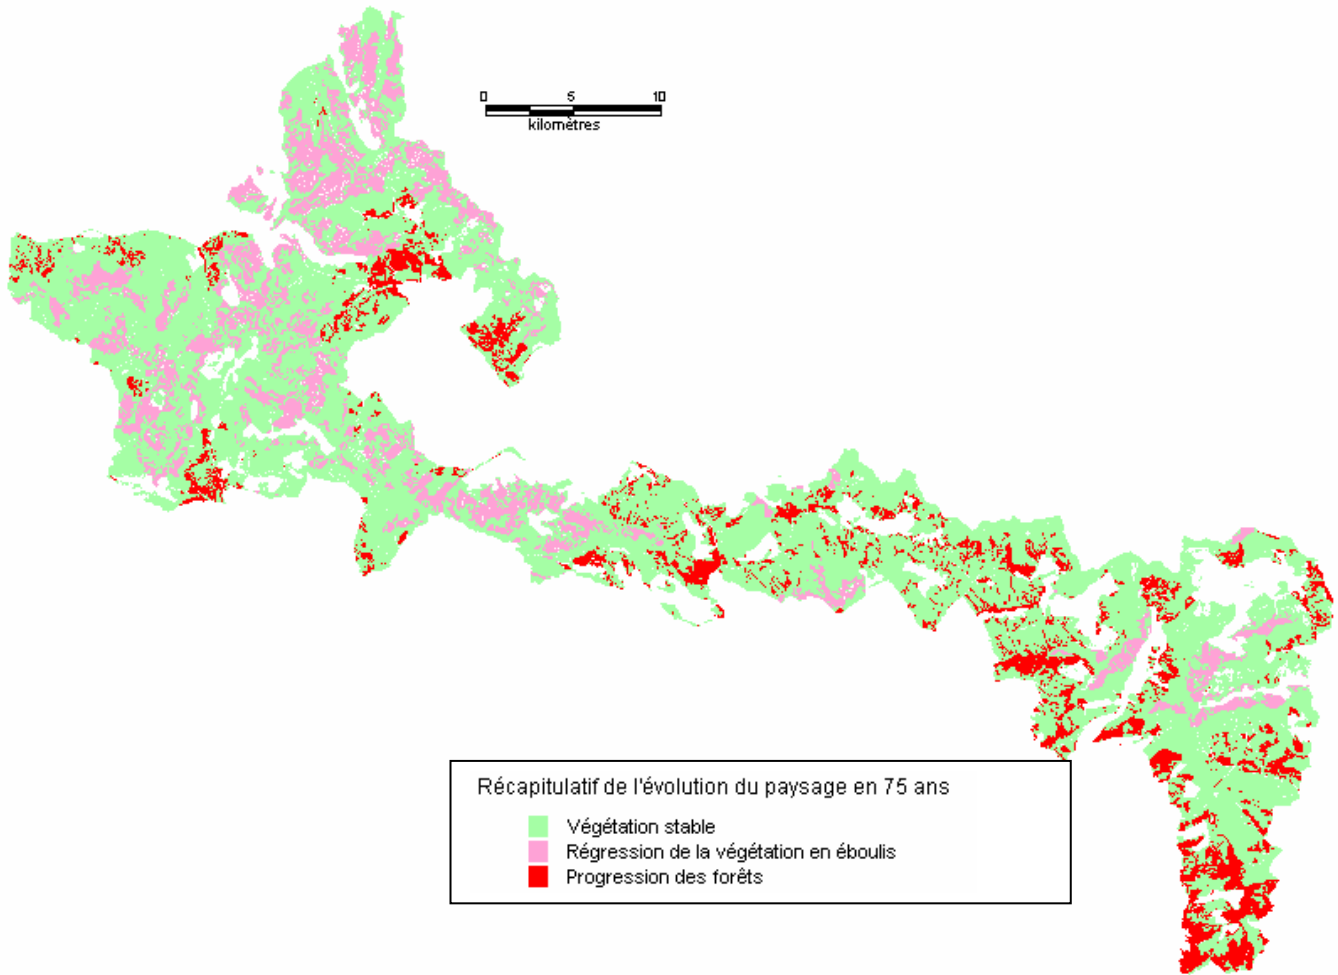 0 5 10
kilomètres
Récapitulatif de l'évolution du paysage en 75 ans
Végétation stable
Régression de la végétation en éboulis
Progression des forêts